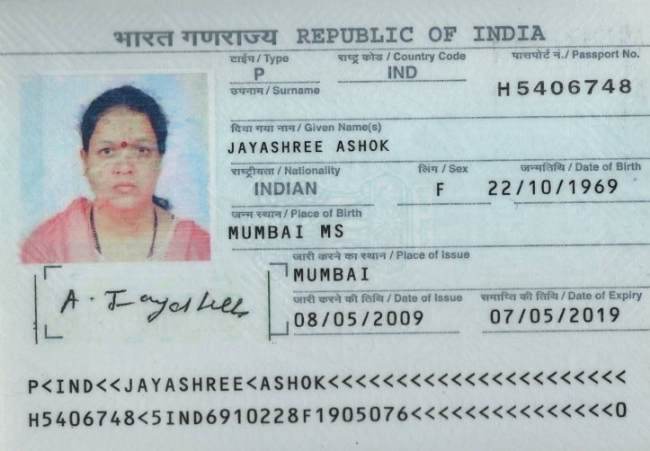 भारत गणराज्य REPUBLIC OF INDIA
टाईप / Type राष्ट्र कोड / Country Code पासपोर्ट नं. / Passport No.
P IND H5406748
उपनाम / Surname
दिया गया नाम / Given Name(s)
JAYASHREE ASHOK
राष्ट्रीयता / Nationality लिंग / Sex जन्मतिथि / Date of Birth
INDIAN F 22/10/1969
जन्म स्थान / Place of Birth
MUMBAI MS
जारी करने का स्थान / Place of Issue
MUMBAI
जारी करने की तिथि / Date of Issue समाप्ति की तिथि / Date of Expiry
08/05/2009 07/05/2019
A. Jayashree
P<IND<<JAYASHREE<ASHOK<<<<<<<<<<<<<<<<<<<<<<
H5406748<5IND6910228F1905076<<<<<<<<<<<<<<<0